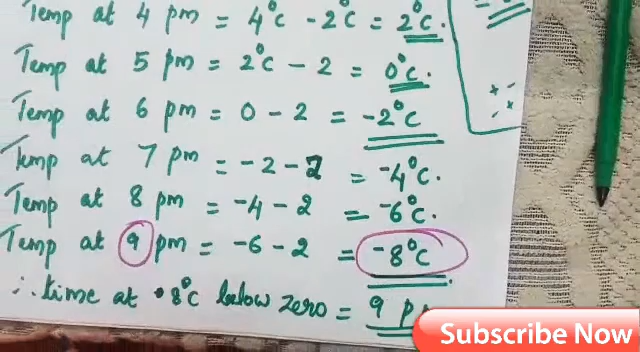 Temp at 4 pm = 4°C - 2°C = 2°C.
Temp at 5 pm = 2°C - 2 = 0°C.
Temp at 6 pm = 0 - 2 = -2°C
Temp at 7 pm = -2 - 2 = -4°C.
Temp at 8 pm = -4 - 2 = -6°C.
Temp at 9 pm = -6 - 2 = -8°C
∴ time at 8°C below zero = 9 p
Subscribe Now